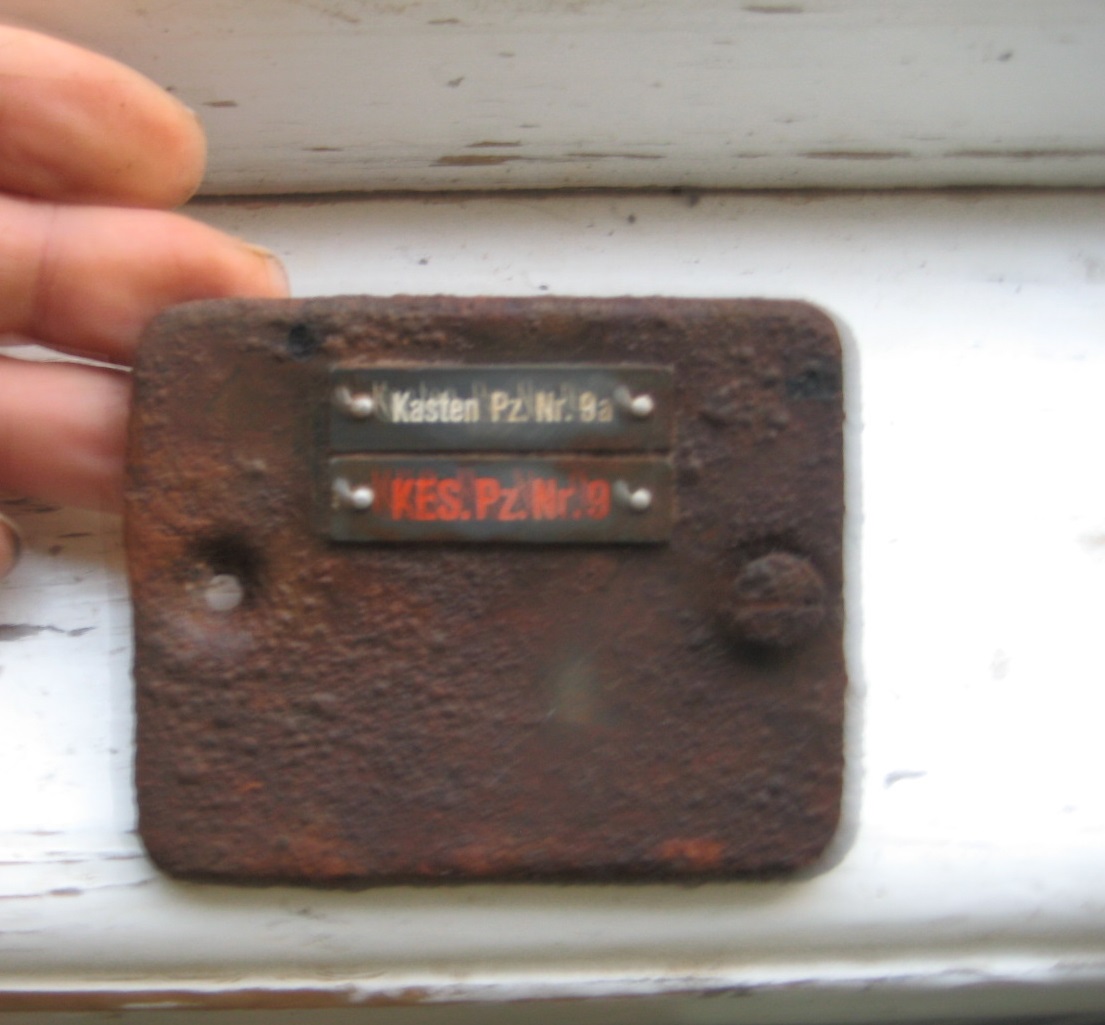 Kasten Pz. Nr. 9a
KES. Pz. Nr. 9